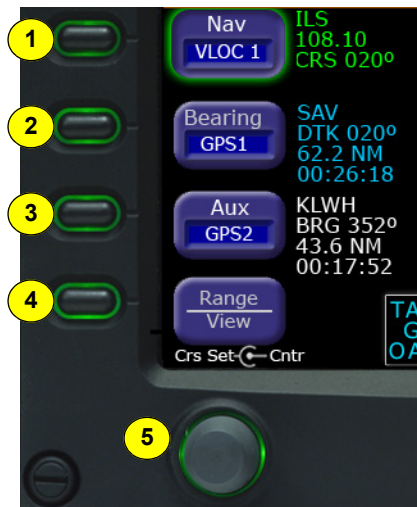 1
Nav
VLOC 1
ILS
108.10
CRS 020º
2
Bearing
GPS1
SAV
DTK 020º
62.2 NM
00:26:18
3
Aux
GPS2
KLWH
BRG 352º
43.6 NM
00:17:52
4
Range
View
TA
G
OA
Crs Set
Cntr
5